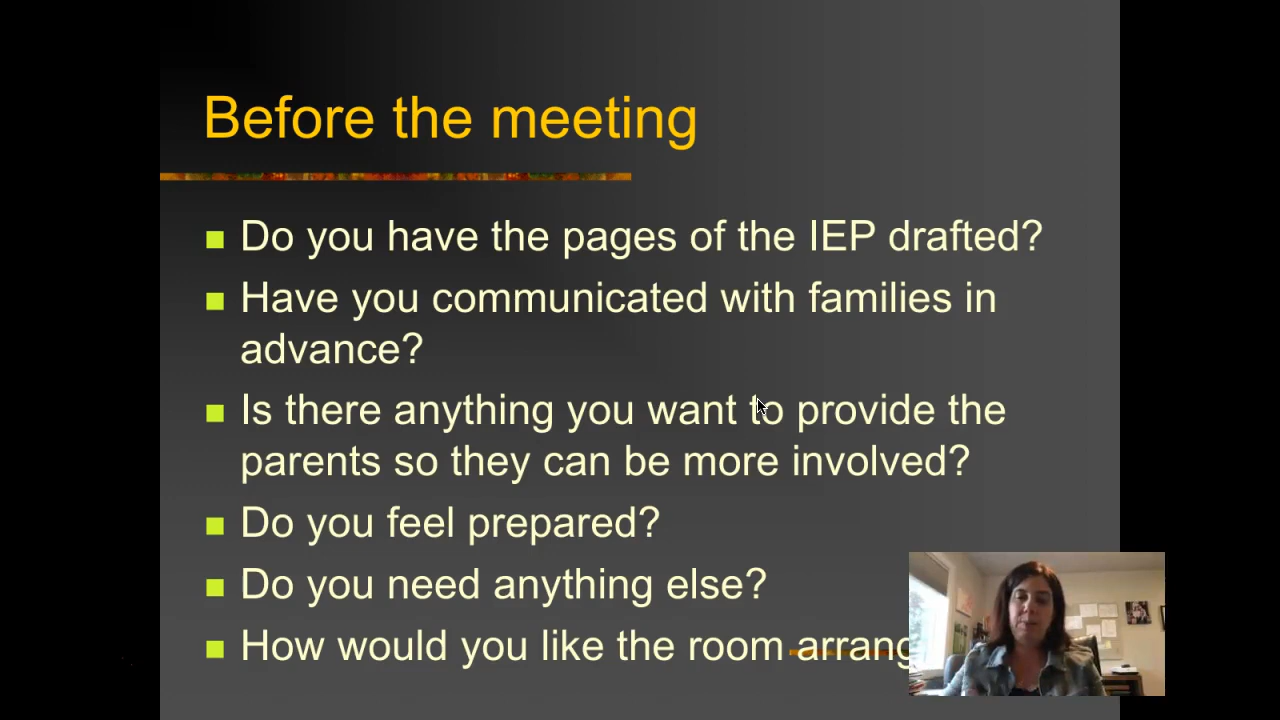 Before the meeting
Do you have the pages of the IEP drafted?
Have you communicated with families in
advance?
Is there anything you want to provide the
parents so they can be more involved?
Do you feel prepared?
Do you need anything else?
How would you like the room